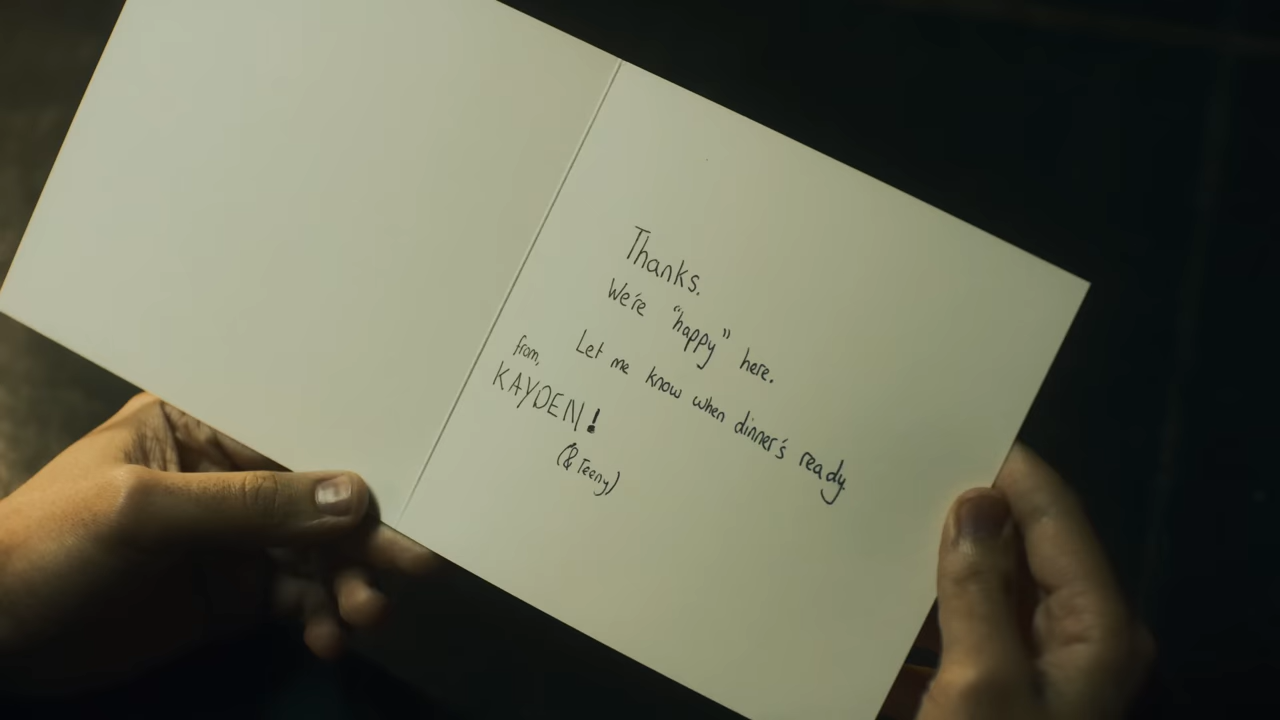 Thanks.
We're "happy" here.
Let me know when dinner's ready.
from,
KAYDEN!
(& Teeny)